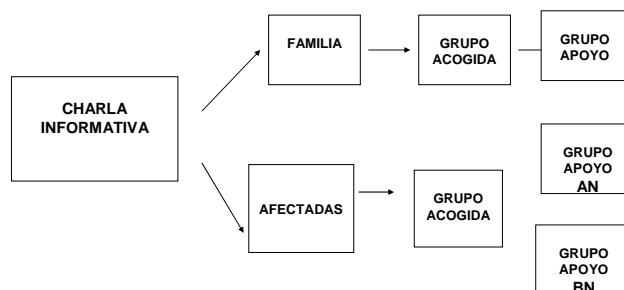 CHARLA
INFORMATIVA
FAMILIA
GRUPO
ACOGIDA
GRUPO
APOYO
AFECTADAS
GRUPO
ACOGIDA
GRUPO
APOYO
AN
GRUPO
APOYO
BN